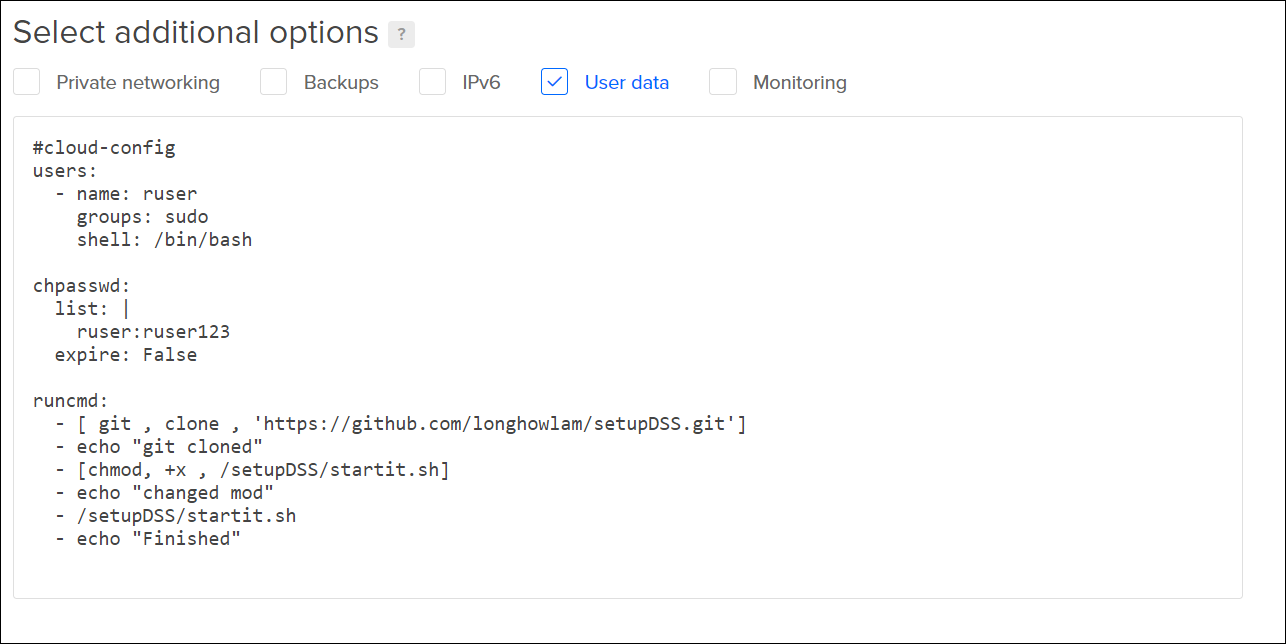 Select additional options ?
Private networking Backups IPv6 User data Monitoring
#cloud-config
users:
  - name: ruser
    groups: sudo
    shell: /bin/bash

chpasswd:
  list: |
    ruser:ruser123
  expire: False

runcmd:
  - [ git , clone , 'https://github.com/longhowlam/setupDSS.git']
  - echo "git cloned"
  - [chmod, +x , /setupDSS/startit.sh]
  - echo "changed mod"
  - /setupDSS/startit.sh
  - echo "Finished"